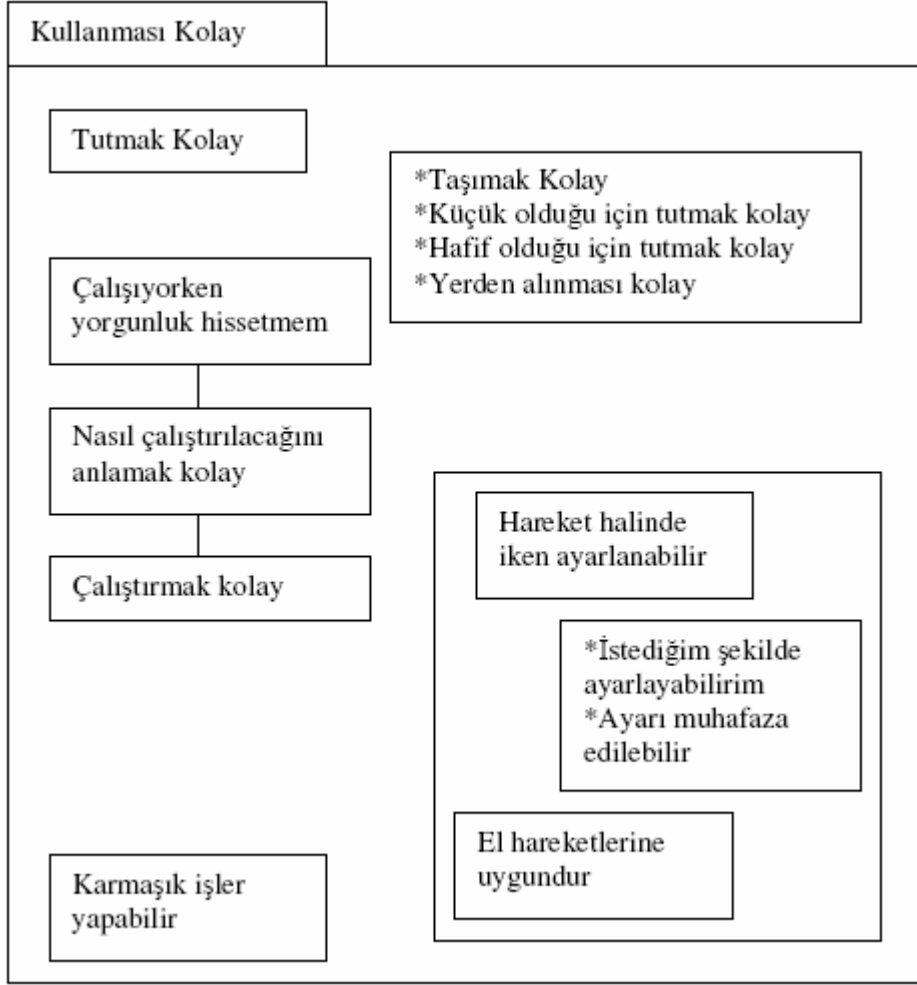 Kullanması Kolay
Tutmak Kolay
*Taşımak Kolay
*Küçük olduğu için tutmak kolay
*Hafif olduğu için tutmak kolay
*Yerden alınması kolay
Çalışıyorken
yorgunluk hissetmem
Nasıl çalıştırılacağını
anlamak kolay
Çalıştırmak kolay
Hareket halinde
iken ayarlanabilir
*İstediğim şekilde
ayarlayabilirim
*Ayarı muhafaza
edilebilir
El hareketlerine
uygundur
Karmaşık işler
yapabilir